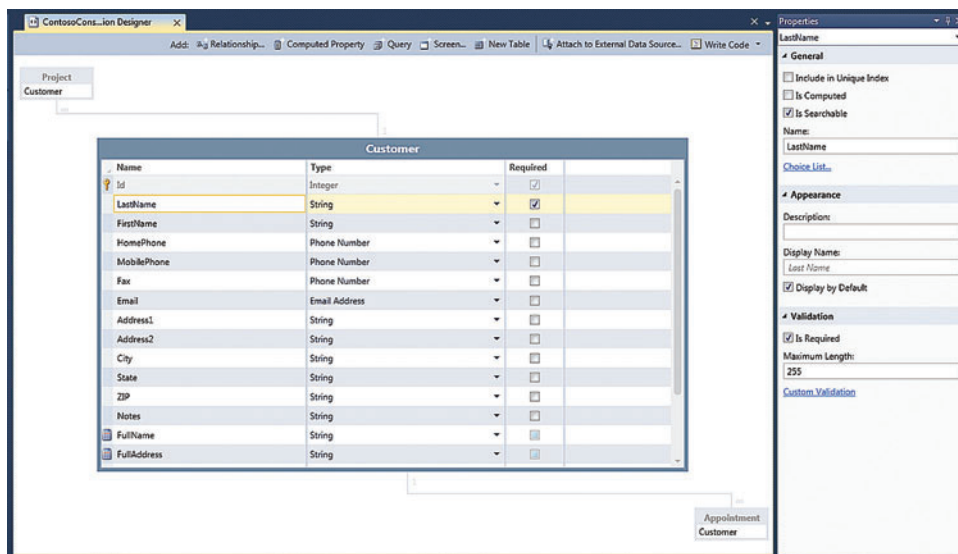 ContosoCons...ion Designer
Add: Relationship... Computed Property Query Screen... New Table Attach to External Data Source... Write Code
Project
Customer
∞
1
Customer
Name Type Required
Id Integer
LastName String
FirstName String
HomePhone Phone Number
MobilePhone Phone Number
Fax Phone Number
Email Email Address
Address1 String
Address2 String
City String
State String
ZIP String
Notes String
FullName String
FullAddress String
1
∞
Appointment
Customer
Properties
LastName
General
Include in Unique Index
Is Computed
Is Searchable
Name:
LastName
Choice List...
Appearance
Description:
Display Name:
Last Name
Display by Default
Validation
Is Required
Maximum Length:
255
Custom Validation